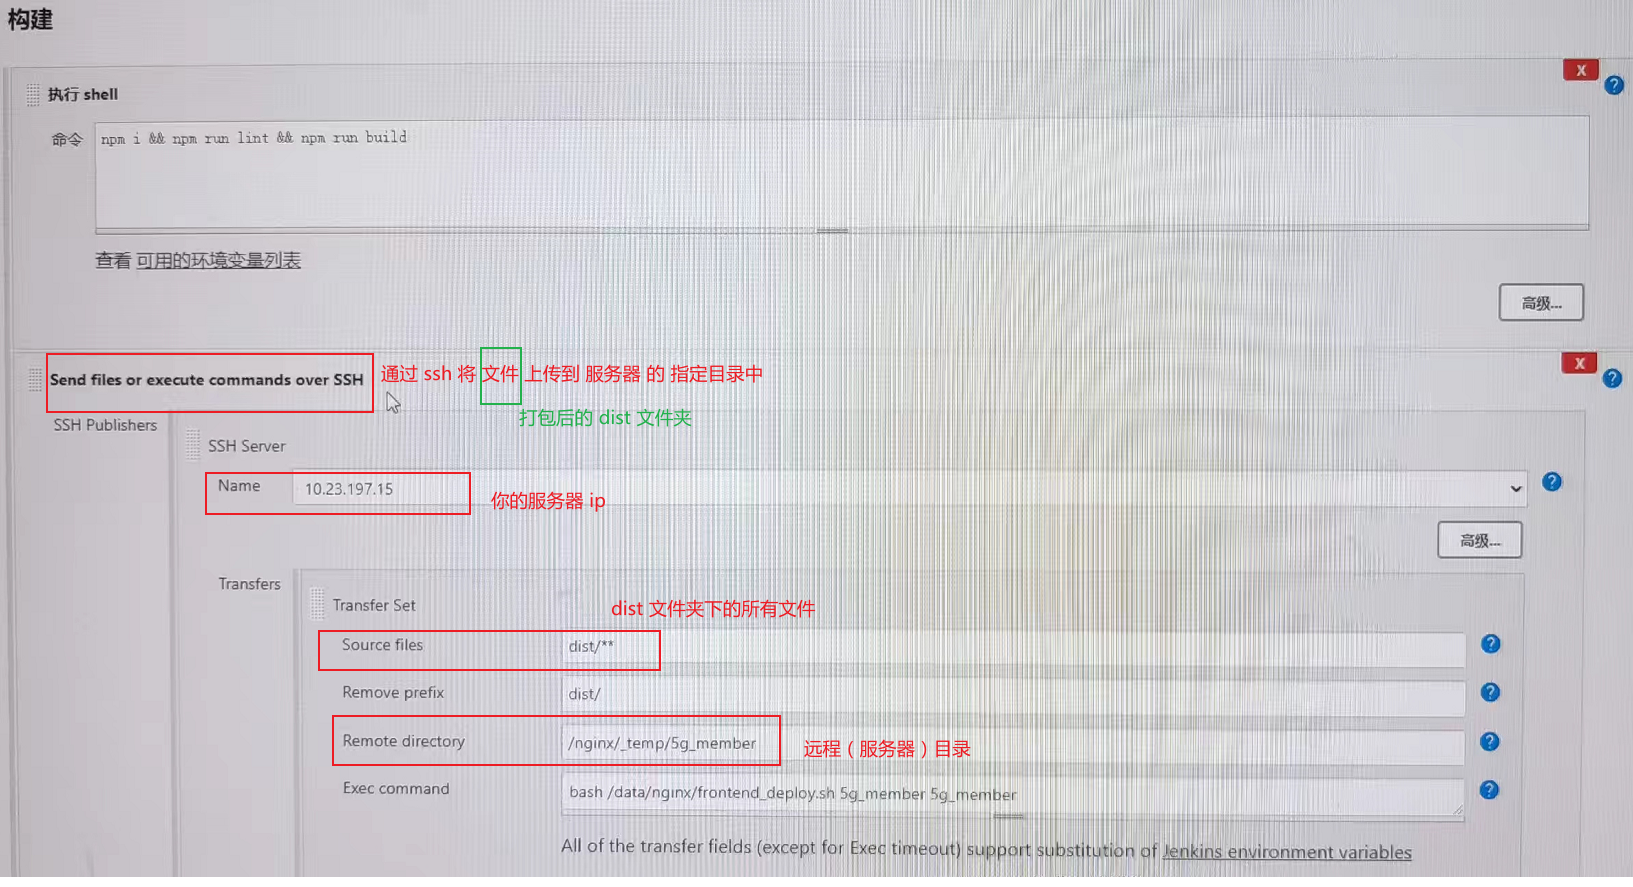 构建
X
?
执行 shell
命令
npm i && npm run lint && npm run build
查看 可用的环境变量列表
高级...
X
?
Send files or execute commands over SSH
通过 ssh 将 文件 上传到 服务器 的 指定目录中
打包后的 dist 文件夹
SSH Publishers
SSH Server
Name
10.23.197.15
你的服务器 ip
?
高级...
Transfers
Transfer Set
dist 文件夹下的所有文件
Source files
dist/**
?
Remove prefix
dist/
?
Remote directory
/nginx/_temp/5g_member
远程 ( 服务器 ) 目录
?
Exec command
bash /data/nginx/frontend_deploy.sh 5g_member 5g_member
?
All of the transfer fields (except for Exec timeout) support substitution of Jenkins environment variables